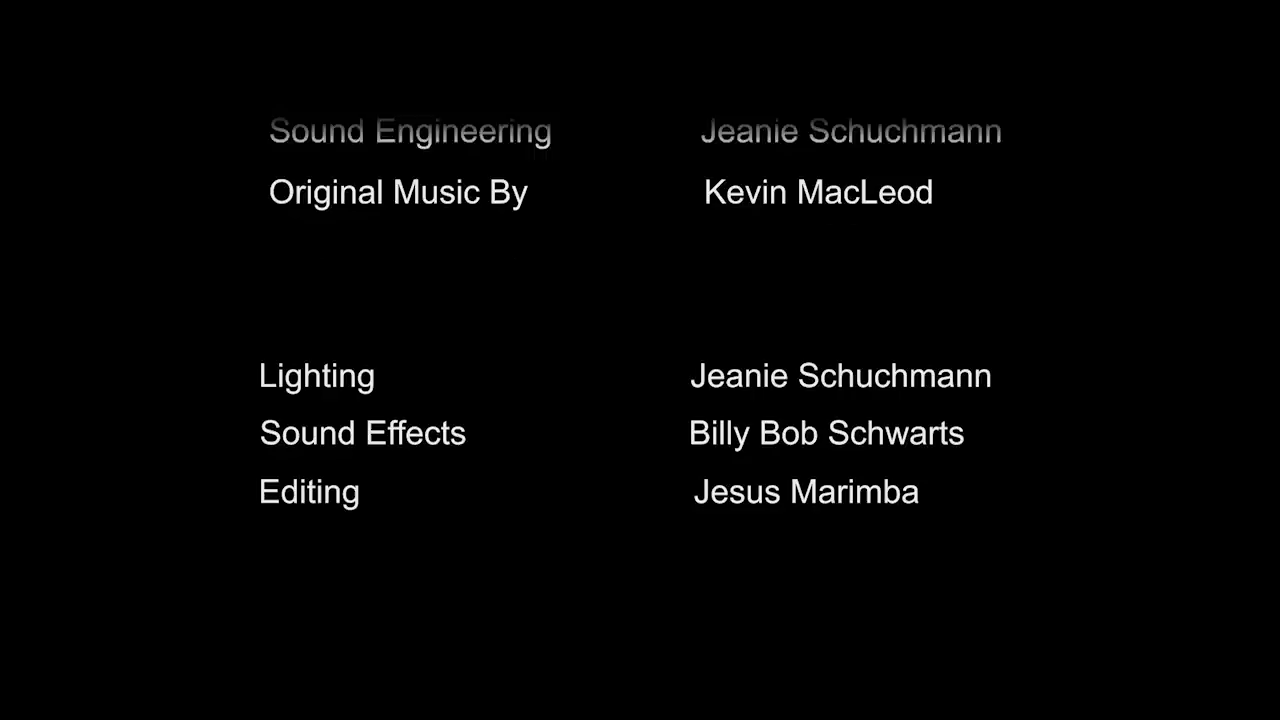 Sound Engineering Jeanie Schuchmann
Original Music By Kevin MacLeod
Lighting Jeanie Schuchmann
Sound Effects Billy Bob Schwarts
Editing Jesus Marimba